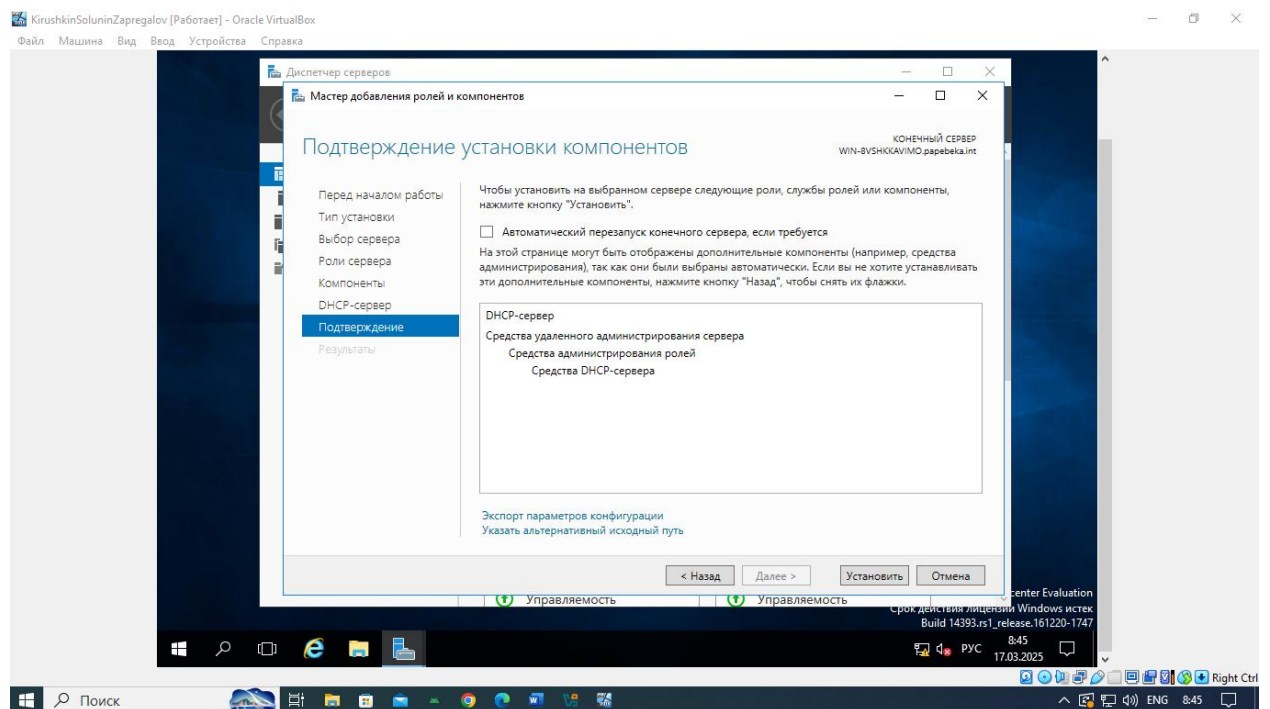 KirushkinSoluninZapregalov [Работает] - Oracle VirtualBox
Файл Машина Вид Ввод Устройства Справка
Диспетчер серверов
Мастер добавления ролей и компонентов
Подтверждение установки компонентов
КОНЕЧНЫЙ СЕРВЕР
WIN-8VSHKKAVIMO.papebeka.int
Перед началом работы
Тип установки
Выбор сервера
Роли сервера
Компоненты
DHCP-сервер
Подтверждение
Результаты
Чтобы установить на выбранном сервере следующие роли, службы ролей или компоненты,
нажмите кнопку "Установить".
Автоматический перезапуск конечного сервера, если требуется
На этой странице могут быть отображены дополнительные компоненты (например, средства
администрирования), так как они были выбраны автоматически. Если вы не хотите устанавливать
эти дополнительные компоненты, нажмите кнопку "Назад", чтобы снять их флажки.
DHCP-сервер
Средства удаленного администрирования сервера
Средства администрирования ролей
Средства DHCP-сервера
Экспорт параметров конфигурации
Указать альтернативный исходный путь
< Назад Далее > Установить Отмена
Управляемость Управляемость
center Evaluation
Срок действия лицензии Windows истек
Build 14393.rs1_release.161220-1747
РУС 8:45
17.03.2025
Right Ctrl
Поиск ENG 8:45